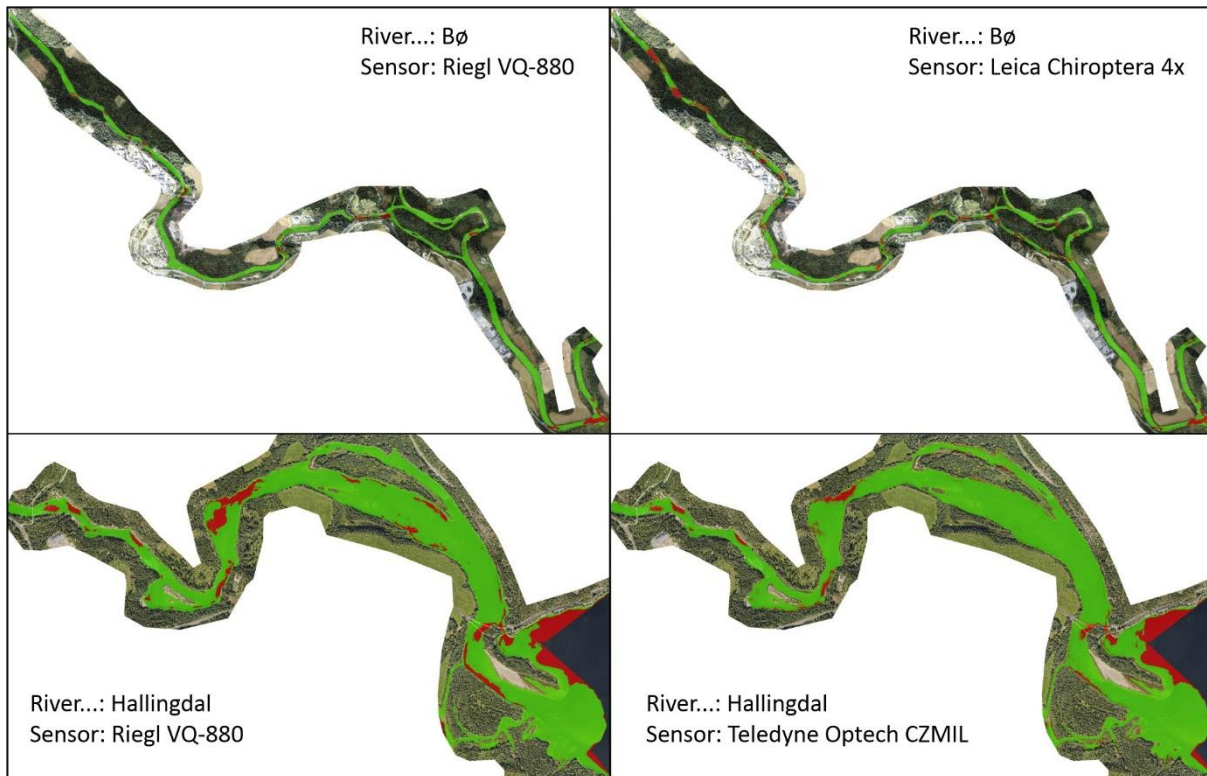 River...: Bø
Sensor: Riegl VQ-880
River...: Bø
Sensor: Leica Chiroptera 4x
River...: Hallingdal
Sensor: Riegl VQ-880
River...: Hallingdal
Sensor: Teledyne Optech CZMIL